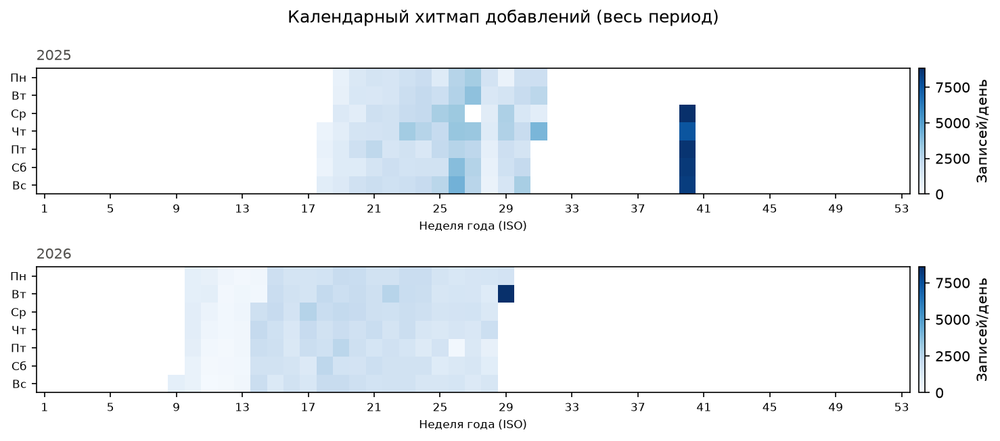 Календарный хитмап добавлений (весь период)
2025
Пн
Вт
Ср
Чт
Пт
Сб
Вс
1 5 9 13 17 21 25 29 33 37 41 45 49 53
Неделя года (ISO)
7500
5000
2500
0
Записей/день
2026
Пн
Вт
Ср
Чт
Пт
Сб
Вс
1 5 9 13 17 21 25 29 33 37 41 45 49 53
Неделя года (ISO)
7500
5000
2500
0
Записей/день